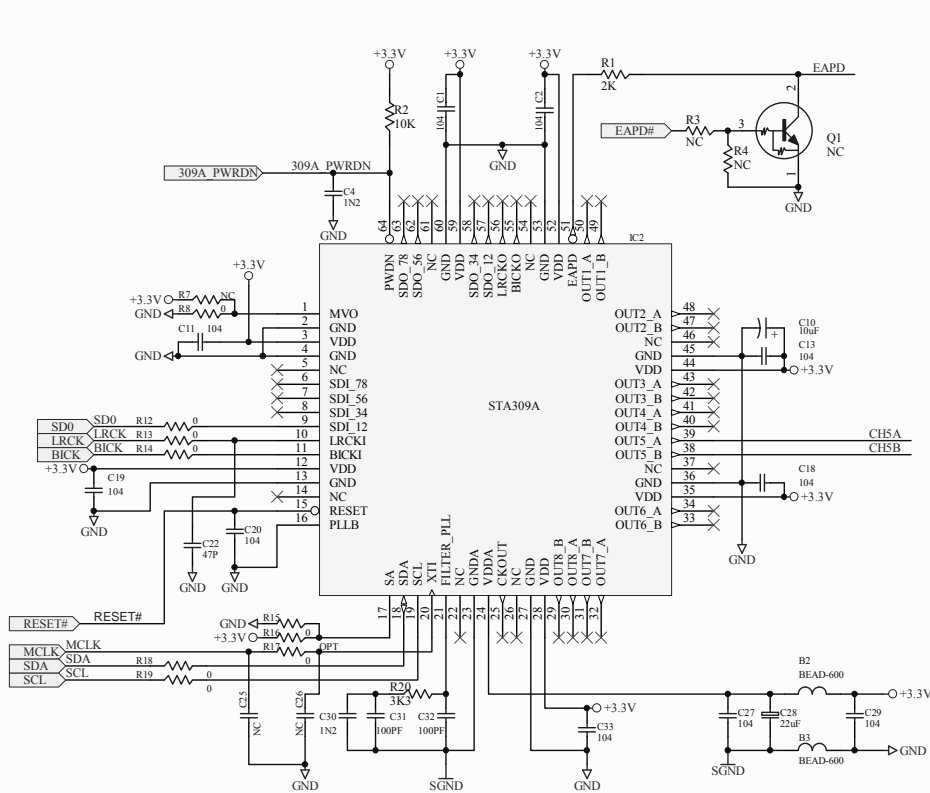 +3.3V
+3.3V
+3.3V
R1
2K
EAPD
R2
10K
C1
104
C2
104
2
EAPD#
R3
NC
3
R4
NC
Q1
NC
1
GND
GND
309A_PWRDN
309A_PWRDN
C4
1N2
GND
64
63
62
61
60
59
58
57
56
55
54
53
52
51
50
49
IC2
PWDN
SDO_78
SDO_56
NC
GND
VDD
SDO_34
SDO_12
LRCKO
BICKO
NC
GND
VDD
EAPD
OUT1_A
OUT1_B
+3.3V
+3.3V
R7
NC
GND
R8
0
C11
104
GND
1 MVO
2 GND
3 VDD
4 GND
5 NC
6 SDI_78
7 SDI_56
8 SDI_34
9 SDI_12
10 LRCKI
11 BICKI
12 VDD
13 GND
14 NC
15 RESET
16 PLLB
STA309A
OUT2_A 48
OUT2_B 47
NC 46
GND 45
VDD 44
OUT3_A 43
OUT3_B 42
OUT4_A 41
OUT4_B 40
OUT5_A 39
OUT5_B 38
NC 37
GND 36
VDD 35
OUT6_A 34
OUT6_B 33
C10
10uF
+
C13
104
+3.3V
CH5A
CH5B
C18
104
+3.3V
GND
SD0 SD0 R12 0
LRCK LRCK R13 0
BICK BICK R14 0
+3.3V
C19
104
GND
C22
47P
GND
C20
104
GND
SA
SDA
SCL
XTI
FILTER_PLL
NC
GNDA
VDDA
CKOUT
NC
GND
VDD
OUT8_B
OUT8_A
OUT7_B
OUT7_A
17
18
19
20
21
22
23
24
25
26
27
28
29
30
31
32
RESET# RESET#
GND R15
+3.3V R16 0
MCLK MCLK R17 OPT
SDA SDA R18 0
SCL SCL R19 0
C25
NC
C26
NC
GND
R20
3K3
C30
1N2
C31
100PF
C32
100PF
SGND
+3.3V
C33
104
GND
B2
BEAD-600
+3.3V
C27
104
C28
22uF
C29
104
B3
BEAD-600
GND
SGND